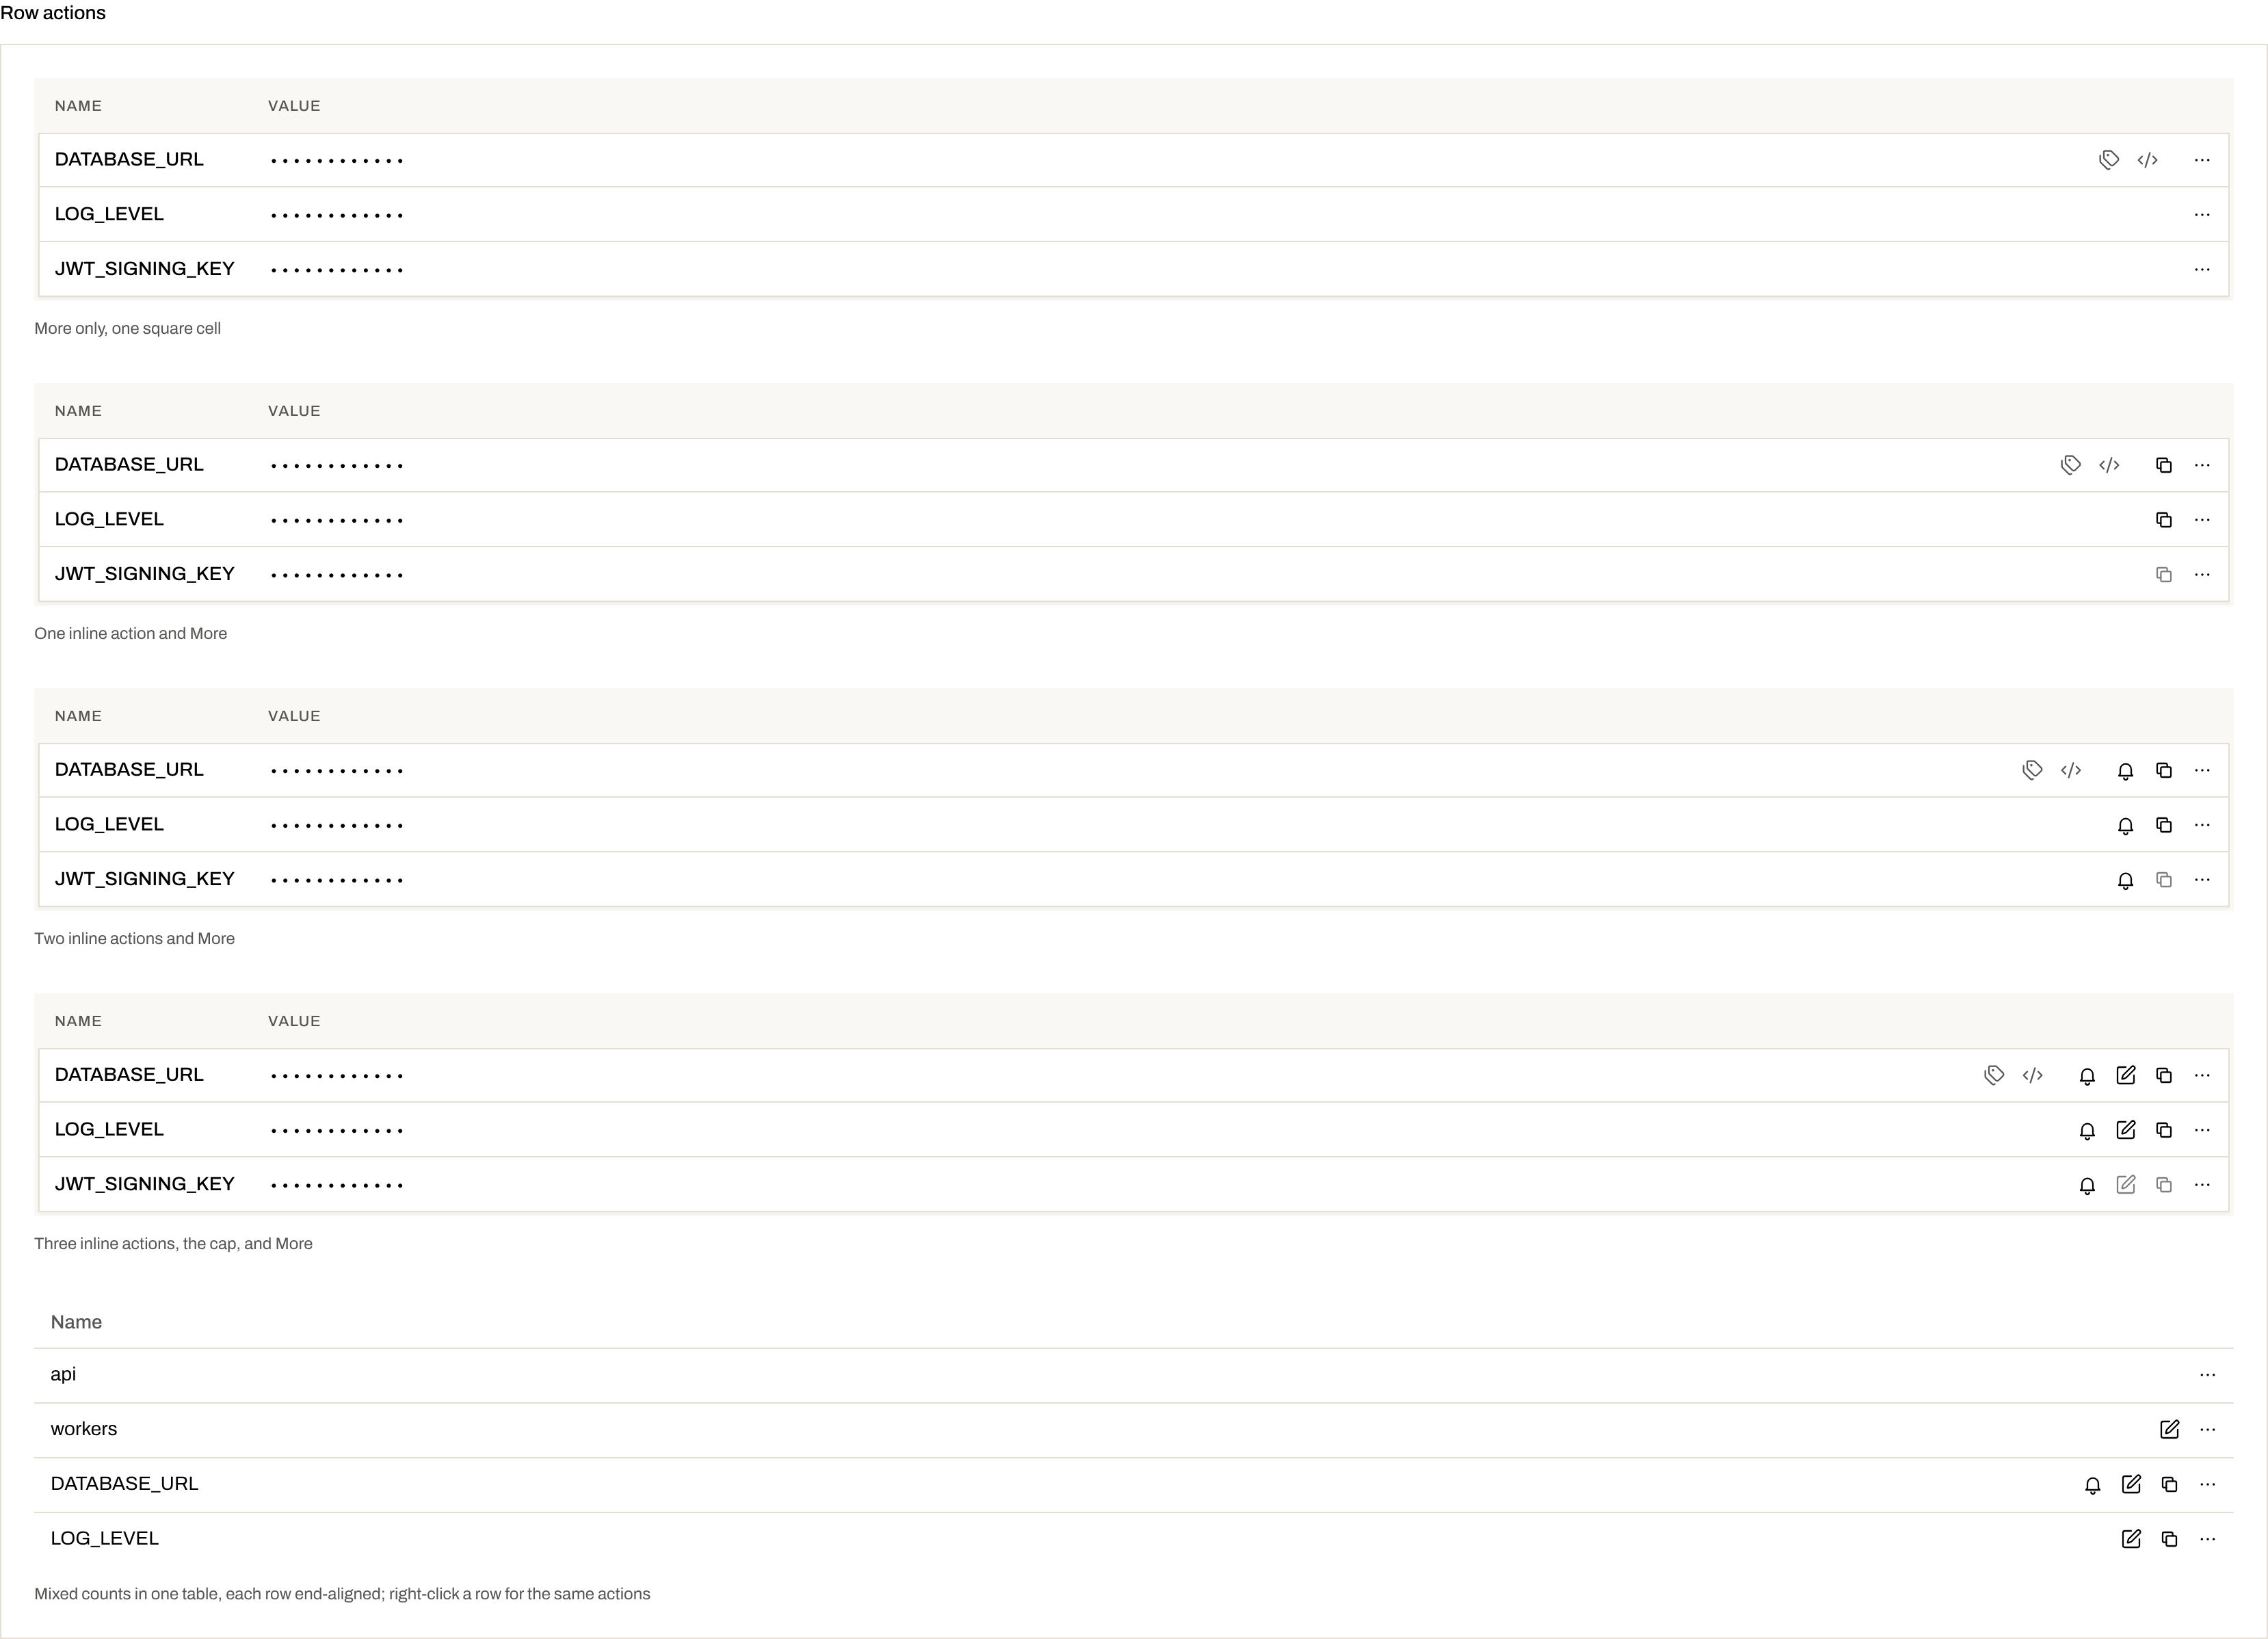 Row actions
NAME VALUE
DATABASE_URL ••••••••••••
LOG_LEVEL ••••••••••••
JWT_SIGNING_KEY ••••••••••••
More only, one square cell
NAME VALUE
DATABASE_URL ••••••••••••
LOG_LEVEL ••••••••••••
JWT_SIGNING_KEY ••••••••••••
One inline action and More
NAME VALUE
DATABASE_URL ••••••••••••
LOG_LEVEL ••••••••••••
JWT_SIGNING_KEY ••••••••••••
Two inline actions and More
NAME VALUE
DATABASE_URL ••••••••••••
LOG_LEVEL ••••••••••••
JWT_SIGNING_KEY ••••••••••••
Three inline actions, the cap, and More
Name
api
workers
DATABASE_URL
LOG_LEVEL
Mixed counts in one table, each row end-aligned; right-click a row for the same actions